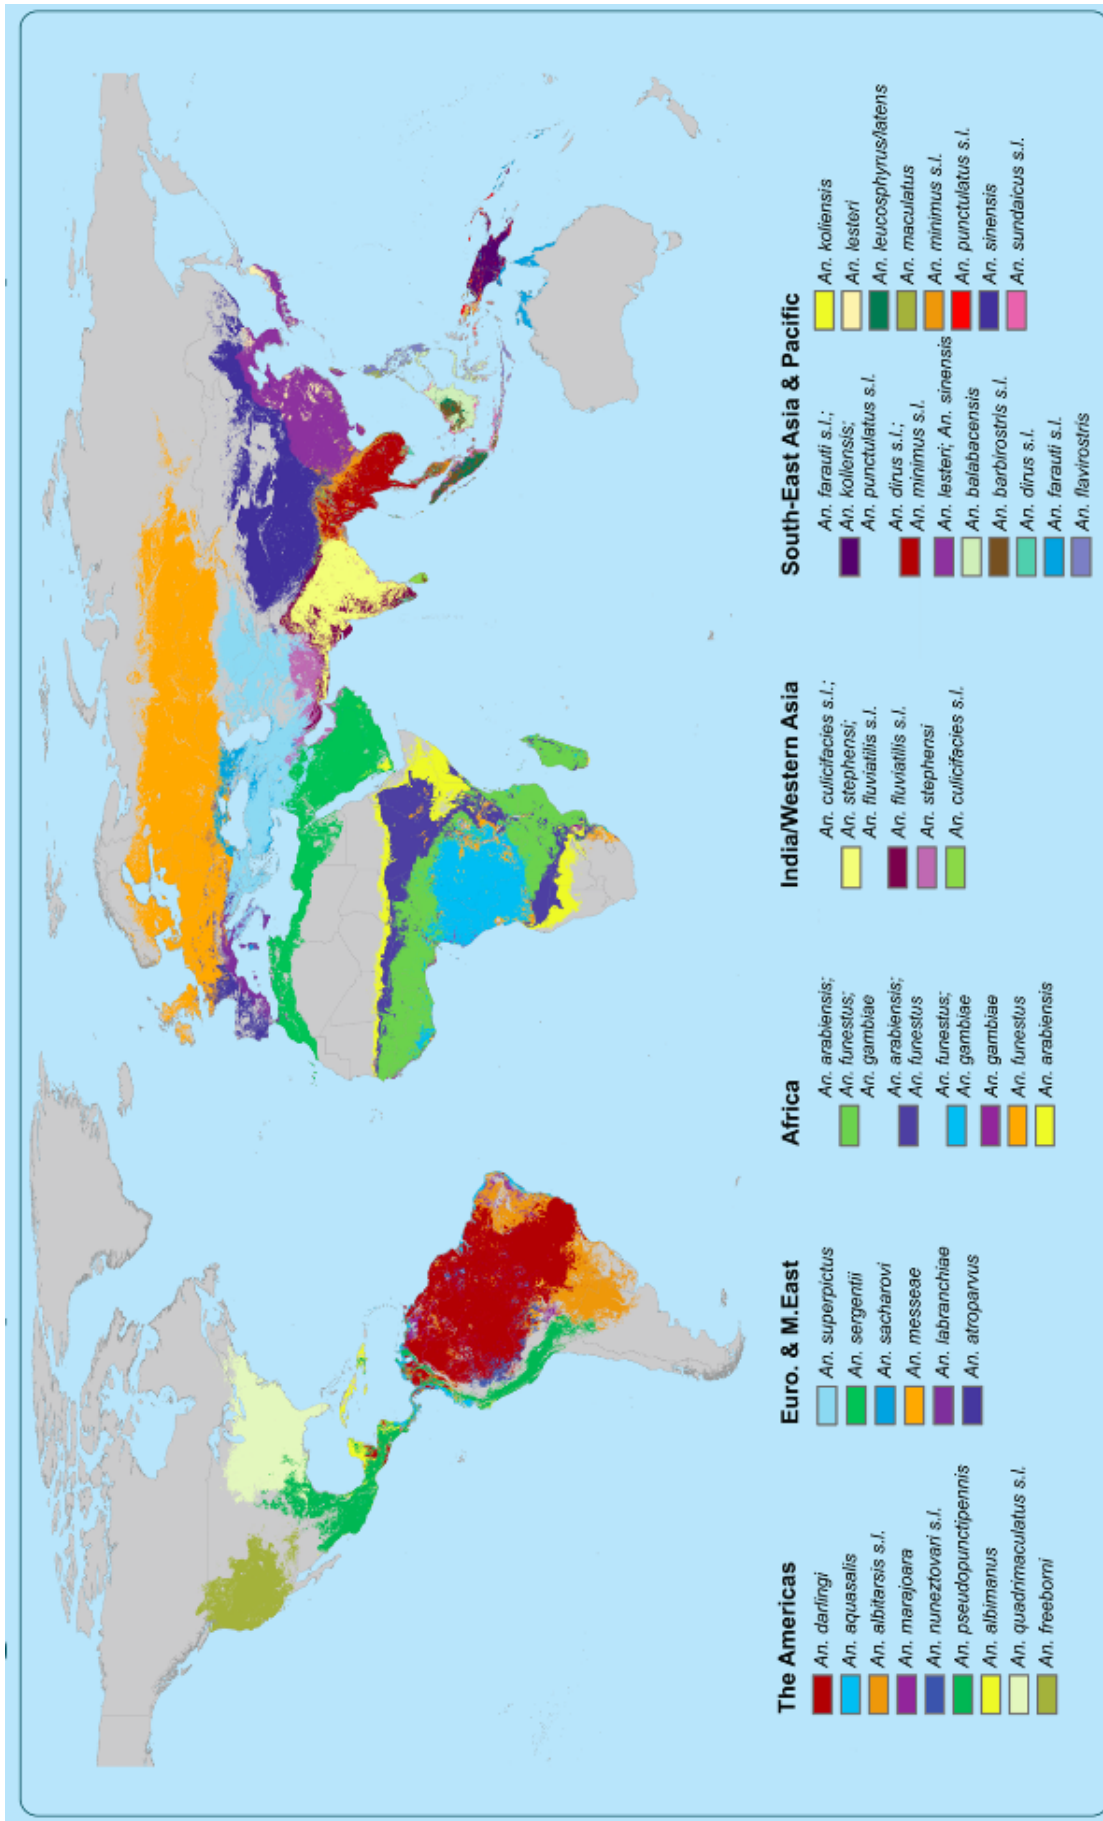 The Americas
An. darlingi
An. aquasalis
An. albitarsis s.l.
An. marajoara
An. nuneztovari s.l.
An. pseudopunctipennis
An. albimanus
An. quadrimaculatus s.l.
An. freeborni
Euro. & M.East
An. superpictus
An. sergentii
An. sacharovi
An. messeae
An. labranchiae
An. atroparvus
Africa
An. arabiensis;
An. funestus;
An. gambiae
An. arabiensis;
An. funestus
An. funestus;
An. gambiae
An. gambiae
An. funestus
An. arabiensis
India/Western Asia
An. culicifacies s.l.;
An. stephensi;
An. fluviatilis s.l.
An. fluviatilis s.l.
An. stephensi
An. culicifacies s.l.
South-East Asia & Pacific
An. farauti s.l.;
An. koliensis;
An. punctulatus s.l.
An. dirus s.l.;
An. minimus s.l.
An. lesteri; An. sinensis
An. balabacensis
An. barbirostris s.l.
An. dirus s.l.
An. farauti s.l.
An. flavirostris
An. koliensis
An. lesteri
An. leucosphyrus/latens
An. maculatus
An. minimus s.l.
An. punctulatus s.l.
An. sinensis
An. sundaicus s.l.